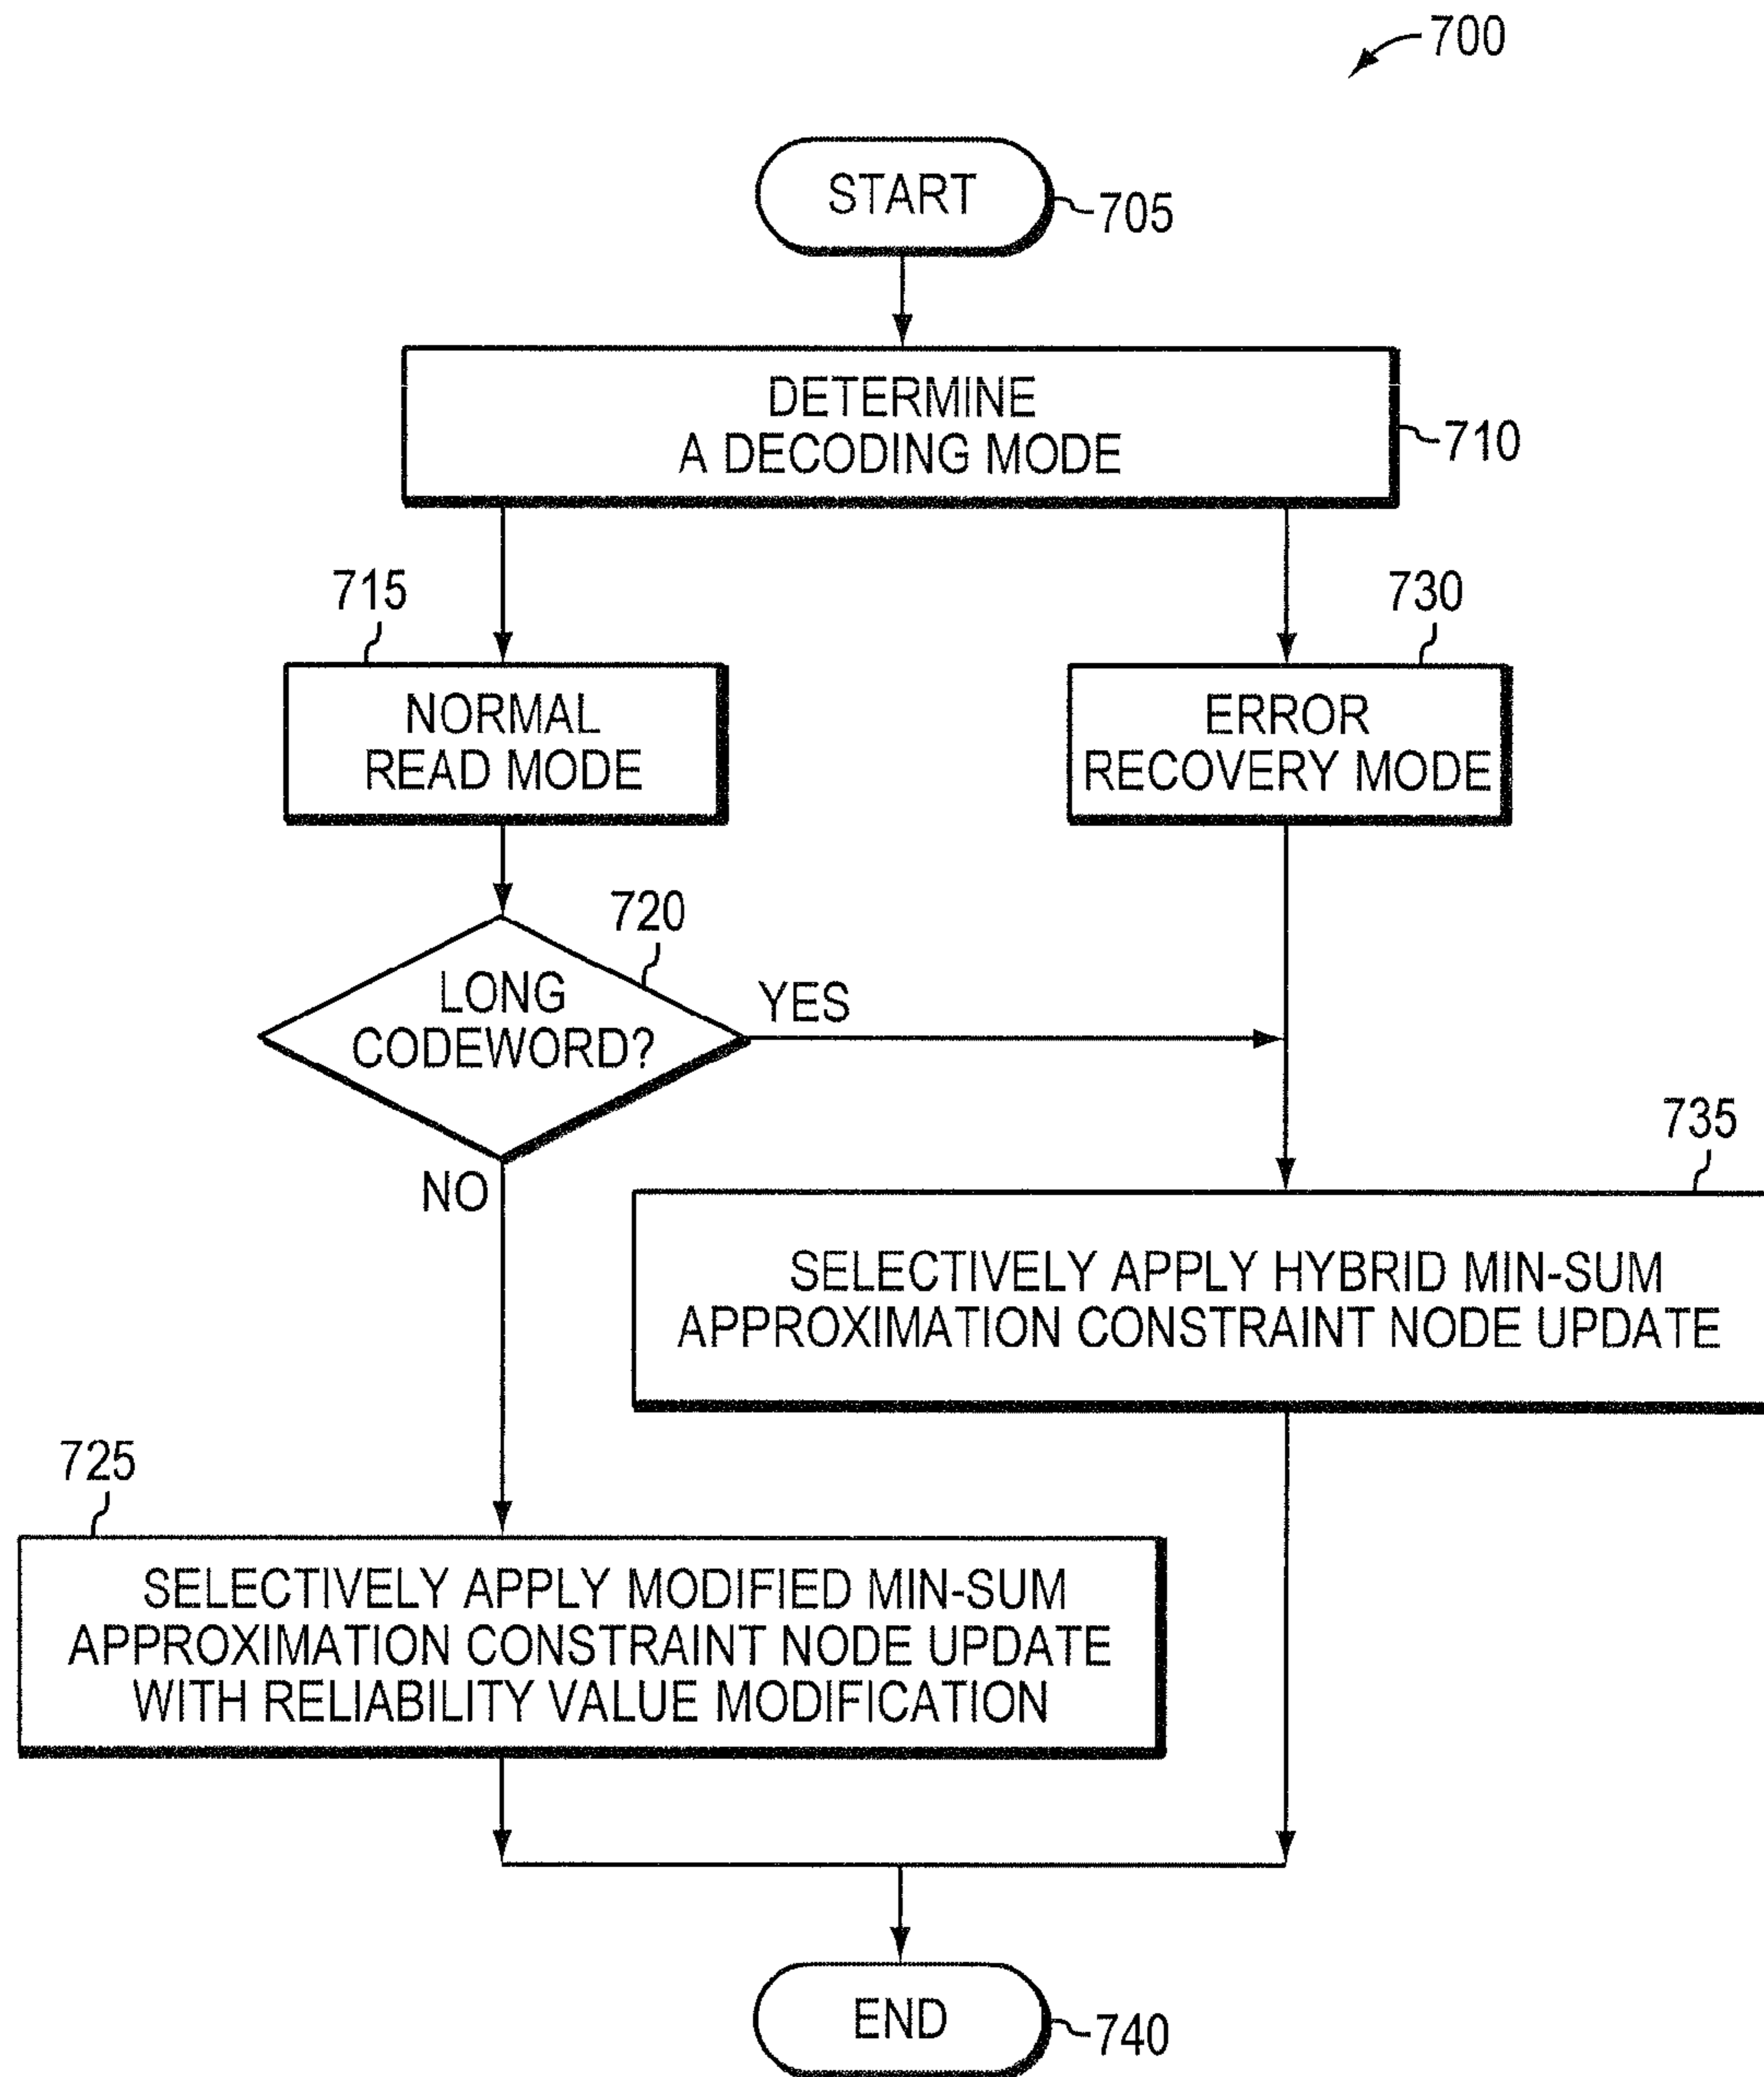 700
START
705
DETERMINE
A DECODING MODE
710
715
NORMAL
READ MODE
730
ERROR
RECOVERY MODE
720
LONG
CODEWORD?
YES
NO
735
SELECTIVELY APPLY HYBRID MIN-SUM
APPROXIMATION CONSTRAINT NODE UPDATE
725
SELECTIVELY APPLY MODIFIED MIN-SUM
APPROXIMATION CONSTRAINT NODE UPDATE
WITH RELIABILITY VALUE MODIFICATION
END
740